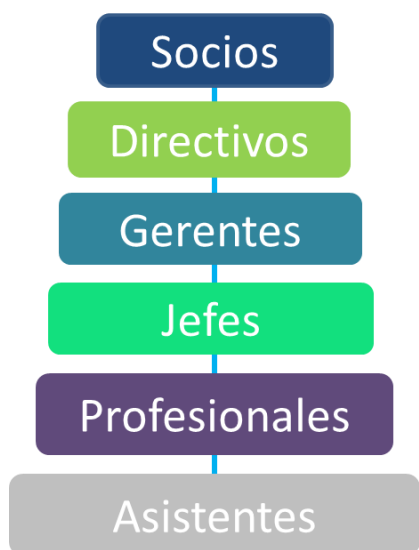 Socios
Directivos
Gerentes
Jefes
Profesionales
Asistentes